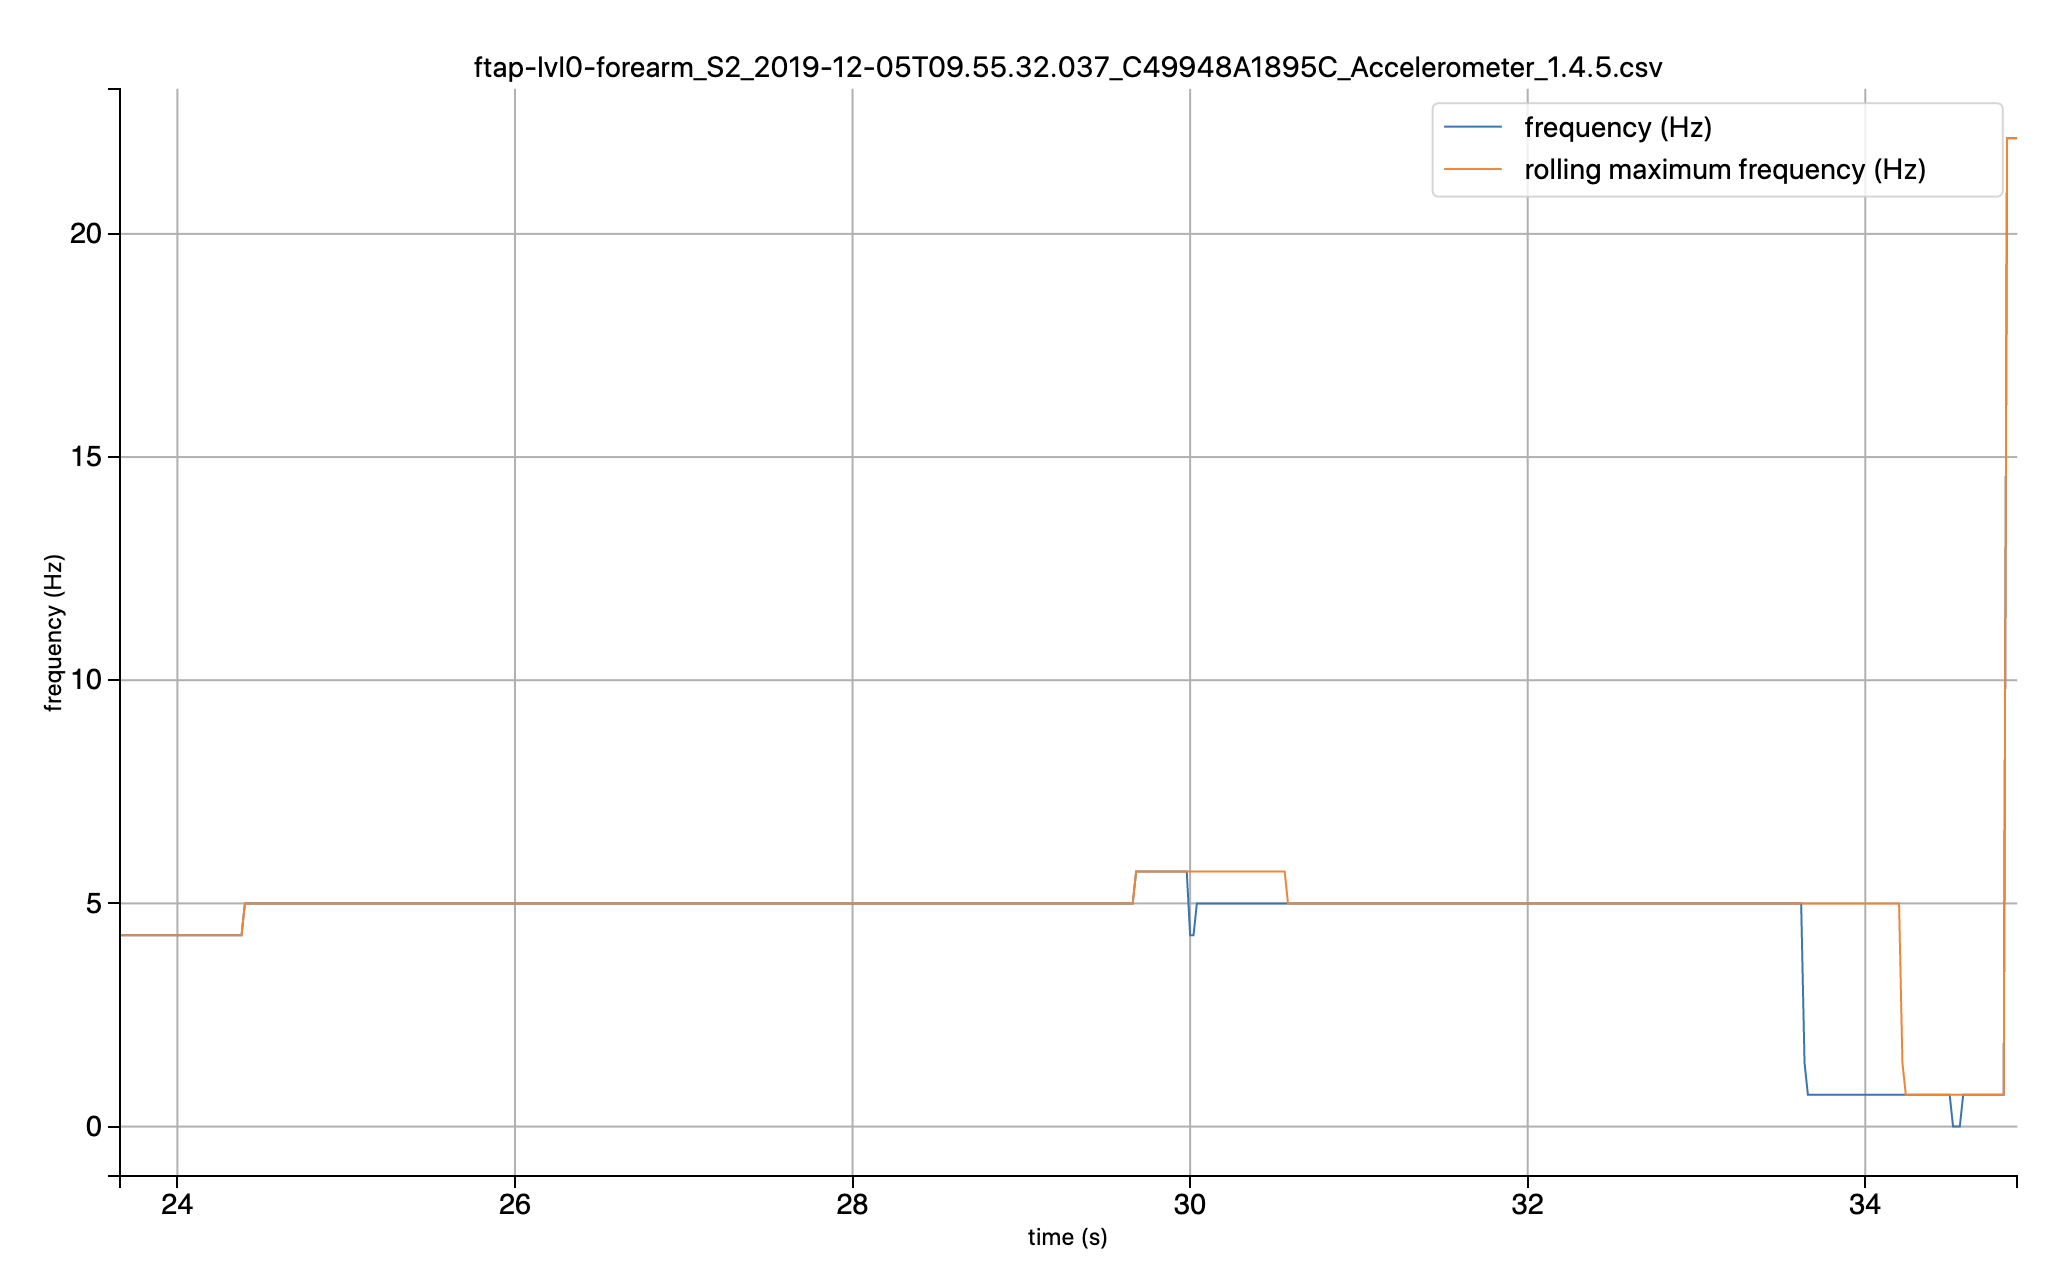 ftap-lvl0-forearm_S2_2019-12-05T09.55.32.037_C49948A1895C_Accelerometer_1.4.5.csv
frequency (Hz)
rolling maximum frequency (Hz)
20
15
10
5
0
frequency (Hz)
24 26 28 30 32 34
time (s)